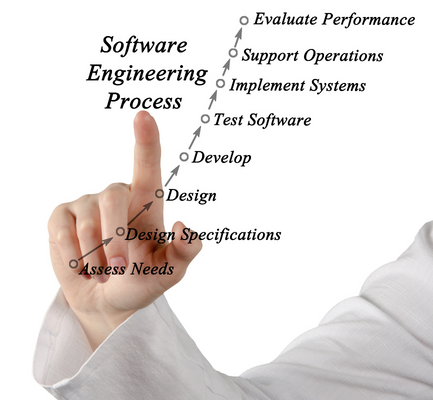 Software
Engineering
Process
Evaluate Performance
Support Operations
Implement Systems
Test Software
Develop
Design
Design Specifications
Assess Needs